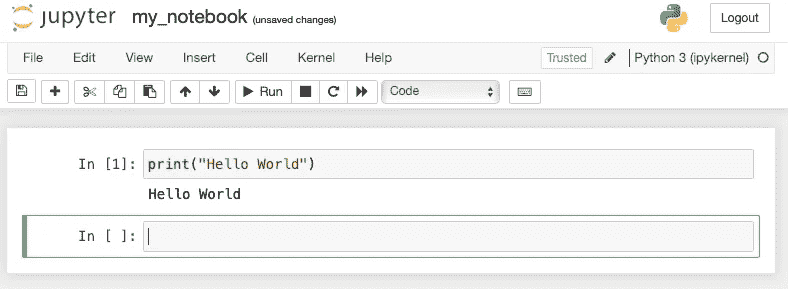 jupyter my_notebook (unsaved changes) Logout
File Edit View Insert Cell Kernel Help Trusted Python 3 (ipykernel)
Run Code
In [1]: print("Hello World")
Hello World
In [ ]: